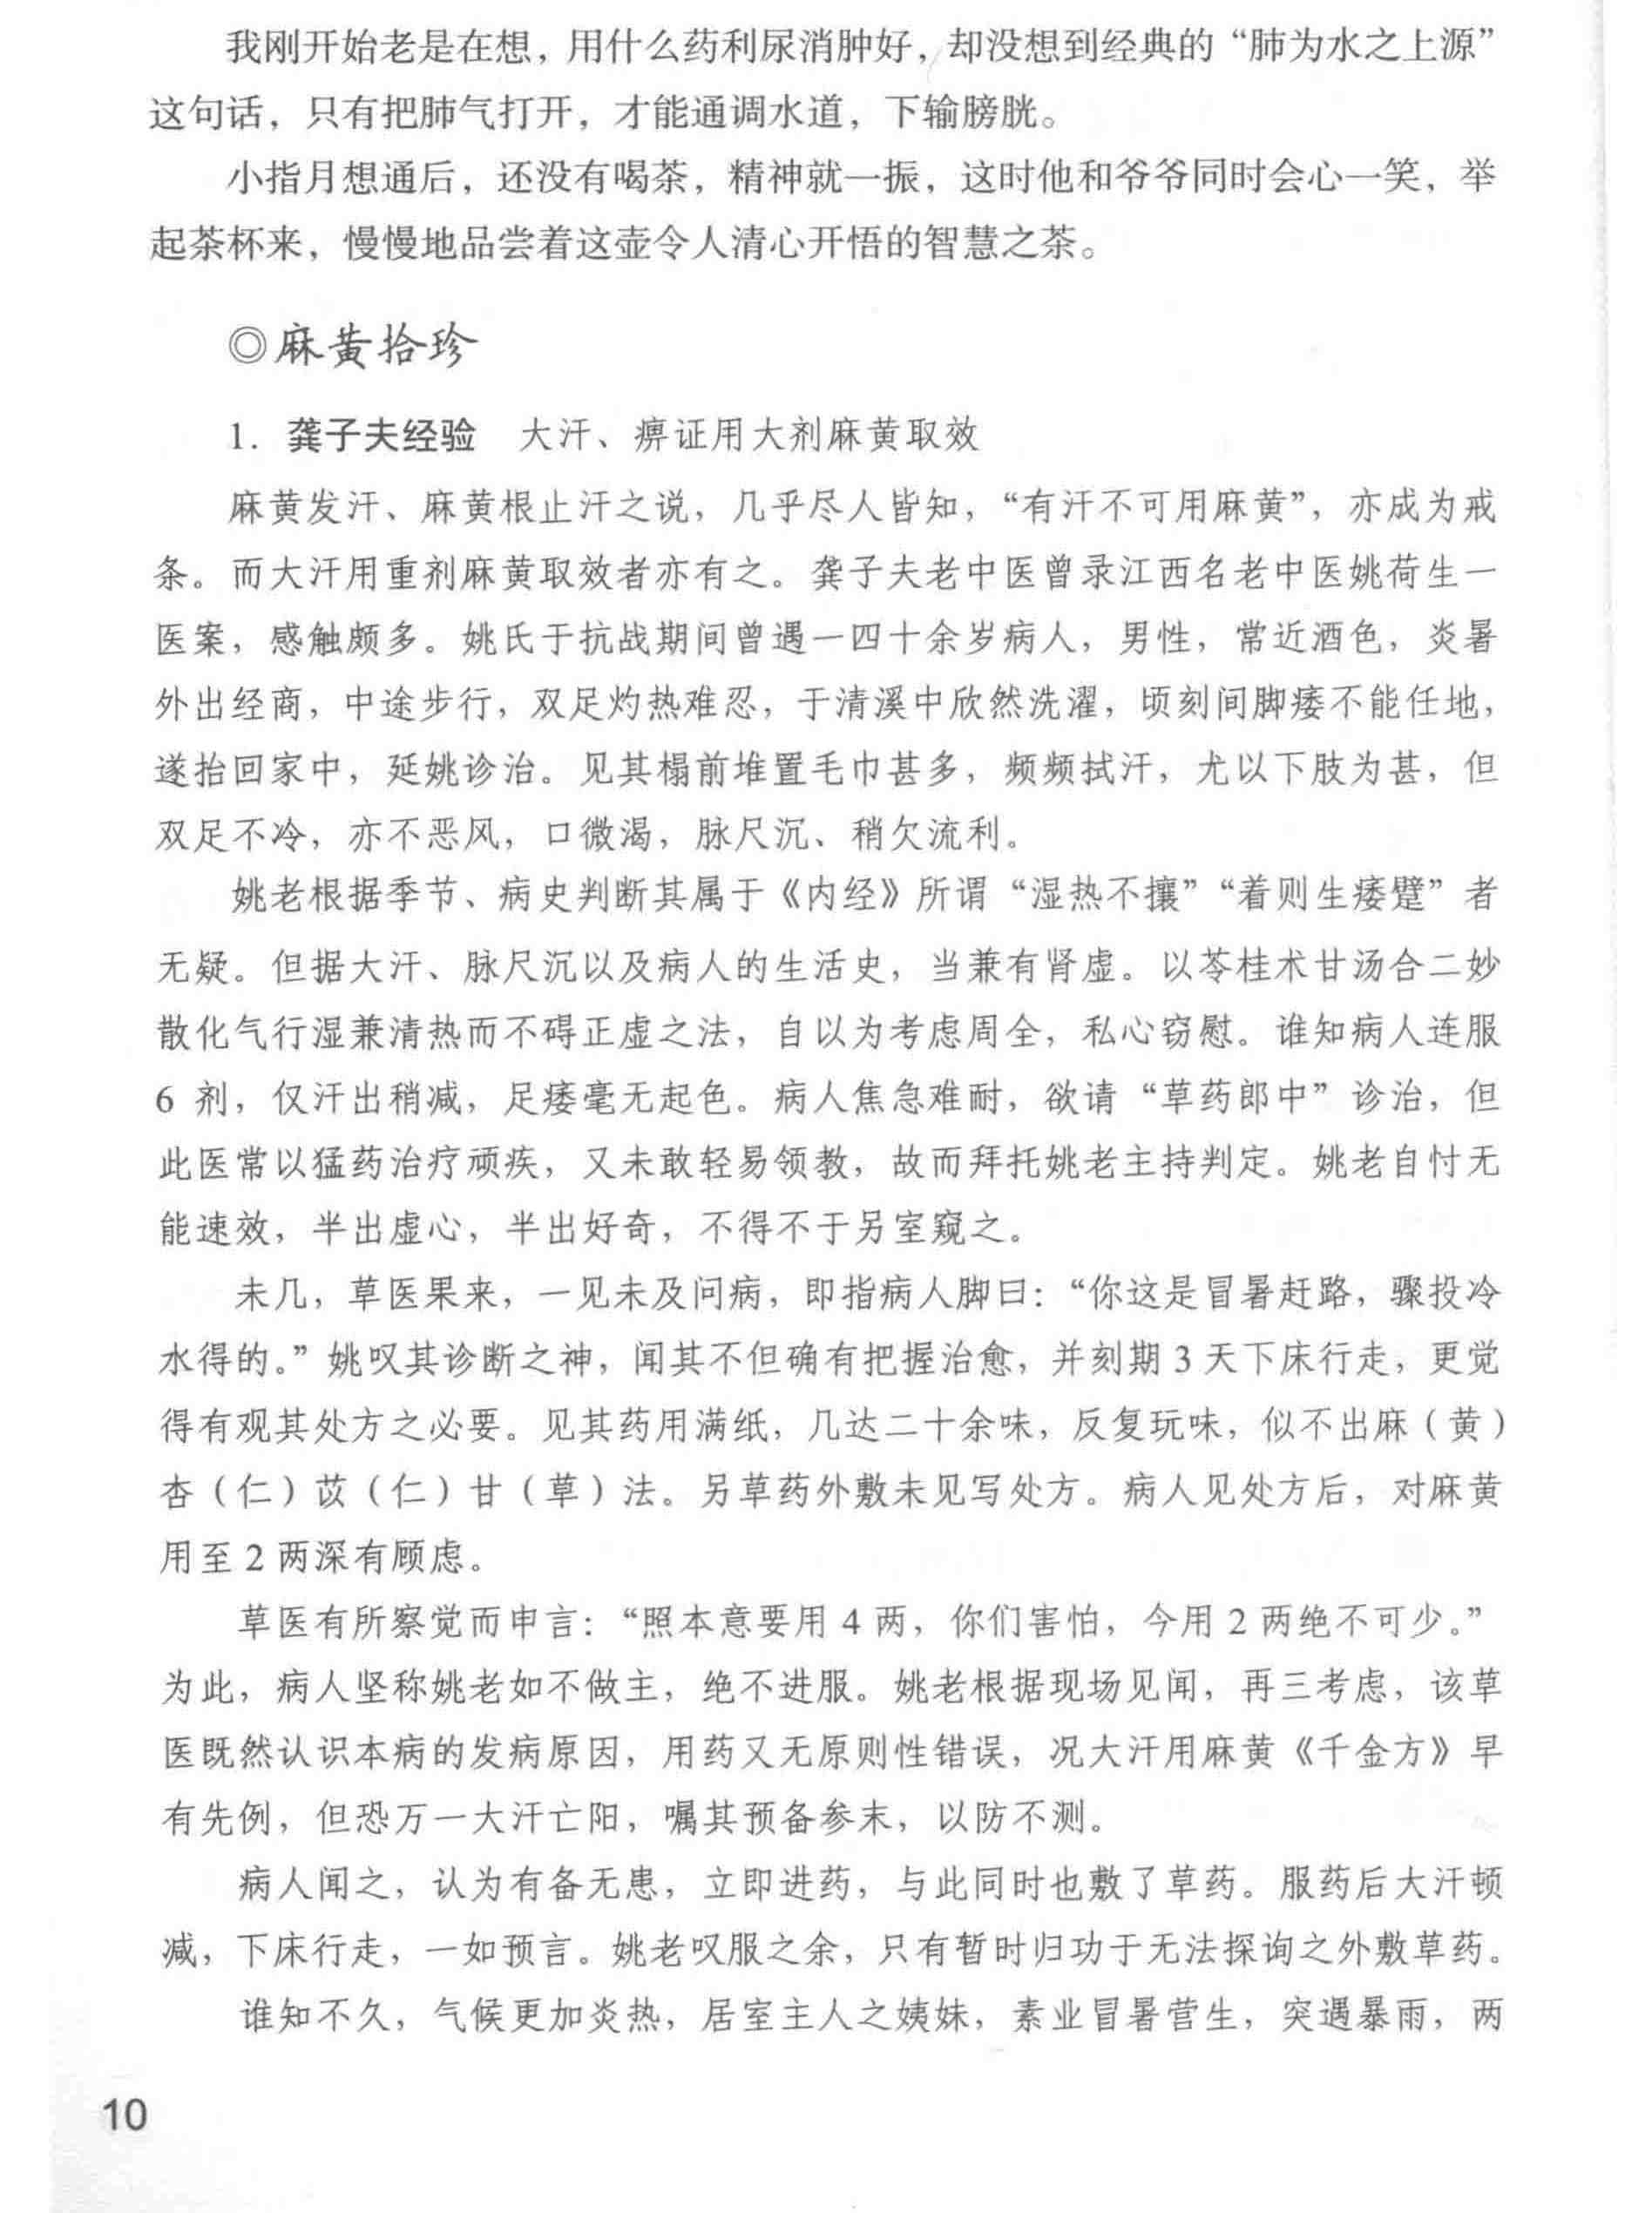 我刚开始老是在想，用什么药利尿消肿好，却没想到经典的“肺为水之上源”
这句话，只有把肺气打开，才能通调水道，下输膀胱。
小指月想通后，还没有喝茶，精神就一振，这时他和爷爷同时会心一笑，举
起茶杯来，慢慢地品尝着这壶令人清心开悟的智慧之茶。
◎麻黄拾珍
1. 龚子夫经验　大汗、痹证用大剂麻黄取效
麻黄发汗、麻黄根止汗之说，几乎尽人皆知，“有汗不可用麻黄”，亦成为戒
条。而大汗用重剂麻黄取效者亦有之。龚子夫老中医曾录江西名老中医姚荷生一
医案，感触颇多。姚氏于抗战期间曾遇一四十余岁病人，男性，常近酒色，炎暑
外出经商，中途步行，双足灼热难忍，于清溪中欣然洗濯，顷刻间脚痿不能任地，
遂抬回家中，延姚诊治。见其榻前堆置毛巾甚多，频频拭汗，尤以下肢为甚，但
双足不冷，亦不恶风，口微渴，脉尺沉、稍欠流利。
姚老根据季节、病史判断其属于《内经》所谓“湿热不攘”“着则生痿躄”者
无疑。但据大汗、脉尺沉以及病人的生活史，当兼有肾虚。以苓桂术甘汤合二妙
散化气行湿兼清热而不碍正虚之法，自以为考虑周全，私心窃慰。谁知病人连服
6 剂，仅汗出稍减，足痿毫无起色。病人焦急难耐，欲请“草药郎中”诊治，但
此医常以猛药治疗顽疾，又未敢轻易领教，故而拜托姚老主持判定。姚老自忖无
能速效，半出虚心，半出好奇，不得不于另室窥之。
未几，草医果来，一见未及问病，即指病人脚曰：“你这是冒暑赶路，骤投冷
水得的。”姚叹其诊断之神，闻其不但确有把握治愈，并刻期 3 天下床行走，更觉
得有观其处方之必要。见其药用满纸，几达二十余味，反复玩味，似不出麻（黄）
杏（仁）苡（仁）甘（草）法。另草药外敷未见写处方。病人见处方后，对麻黄
用至 2 两深有顾虑。
草医有所察觉而申言：“照本意要用 4 两，你们害怕，今用 2 两绝不可少。”
为此，病人坚称姚老如不做主，绝不进服。姚老根据现场见闻，再三考虑，该草
医既然认识本病的发病原因，用药又无原则性错误，况大汗用麻黄《千金方》早
有先例，但恐万一大汗亡阳，嘱其预备参末，以防不测。
病人闻之，认为有备无患，立即进药，与此同时也敷了草药。服药后大汗顿
减，下床行走，一如预言。姚老叹服之余，只有暂时归功于无法探询之外敷草药。
谁知不久，气候更加炎热，居室主人之姨妹，素业冒暑营生，突遇暴雨，两
10